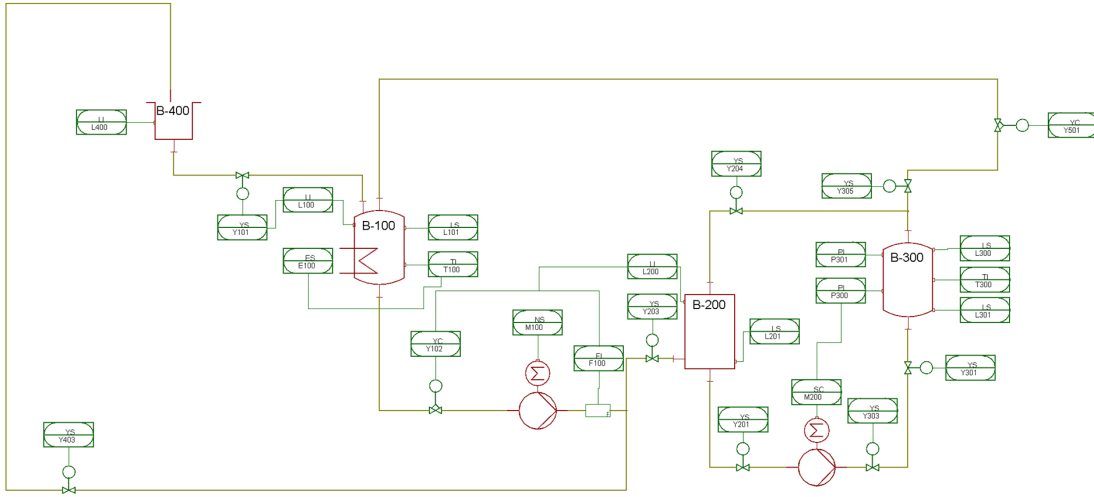 B-400
LI
L400
YC
Y501
YS
Y204
YS
Y305
LI
L100
YS
Y101
B-100
LS
L101
ES
E100
TI
T100
PI
P301
B-300
LS
L300
LI
L200
TI
T300
PI
P300
YS
Y203
B-200
LS
L301
NS
M100
LS
L201
YC
Y102
FI
F100
F
YS
Y301
SC
M200
YS
Y201
YS
Y303
YS
Y403